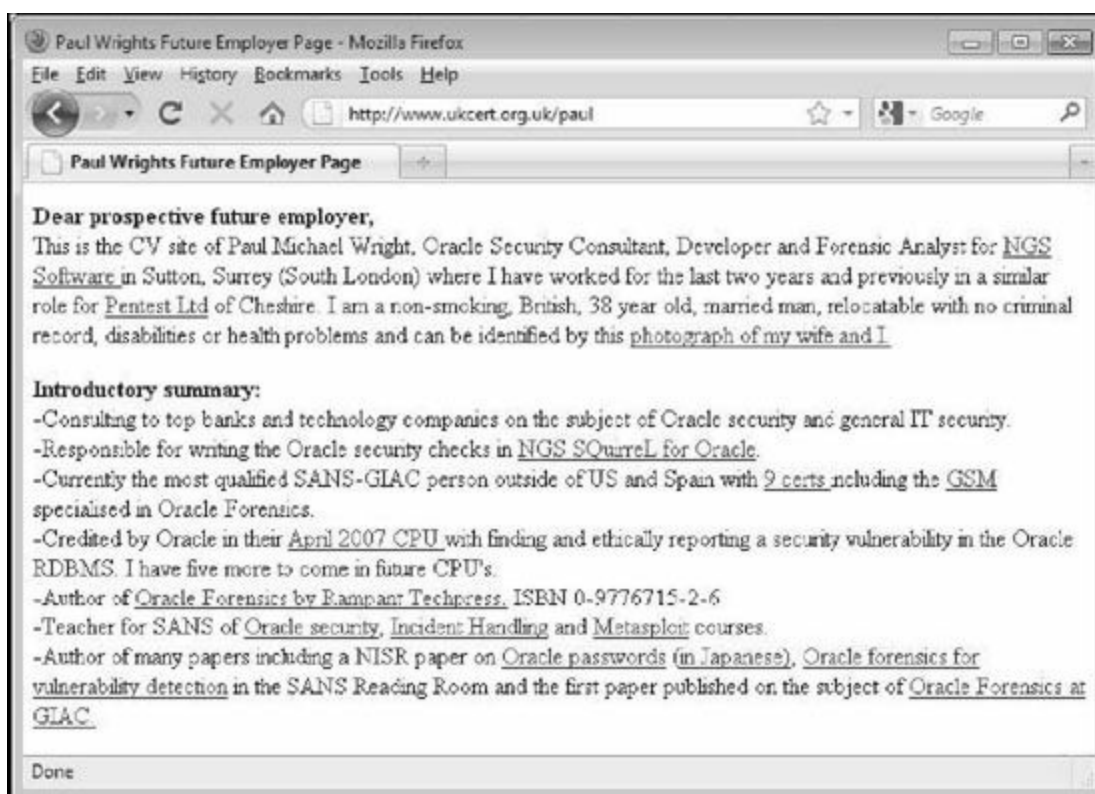 Paul Wrights Future Employer Page - Mozilla Firefox
File Edit View History Bookmarks Tools Help
http://www.ukcert.org.uk/paul
Google
Paul Wrights Future Employer Page
Dear prospective future employer,
This is the CV site of Paul Michael Wright, Oracle Security Consultant, Developer and Forensic Analyst for NGS
Software in Sutton, Surrey (South London) where I have worked for the last two years and previously in a similar
role for Pentest Ltd of Cheshire. I am a non-smoking, British, 38 year old, married man, relocatable with no criminal
record, disabilities or health problems and can be identified by this photograph of my wife and I.
Introductory summary:
-Consulting to top banks and technology companies on the subject of Oracle security and general IT security.
-Responsible for writing the Oracle security checks in NGS SQuirreL for Oracle.
-Currently the most qualified SANS-GIAC person outside of US and Spain with 9 certs including the GSM
specialised in Oracle Forensics.
-Credited by Oracle in their April 2007 CPU with finding and ethically reporting a security vulnerability in the Oracle
RDBMS. I have five more to come in future CPU's.
-Author of Oracle Forensics by Rampant Techpress. ISBN 0-9776715-2-6
-Teacher for SANS of Oracle security, Incident Handling and Metasploit courses.
-Author of many papers including a NISR paper on Oracle passwords (in Japanese), Oracle forensics for
vulnerability detection in the SANS Reading Room and the first paper published on the subject of Oracle Forensics at
GIAC.
Done